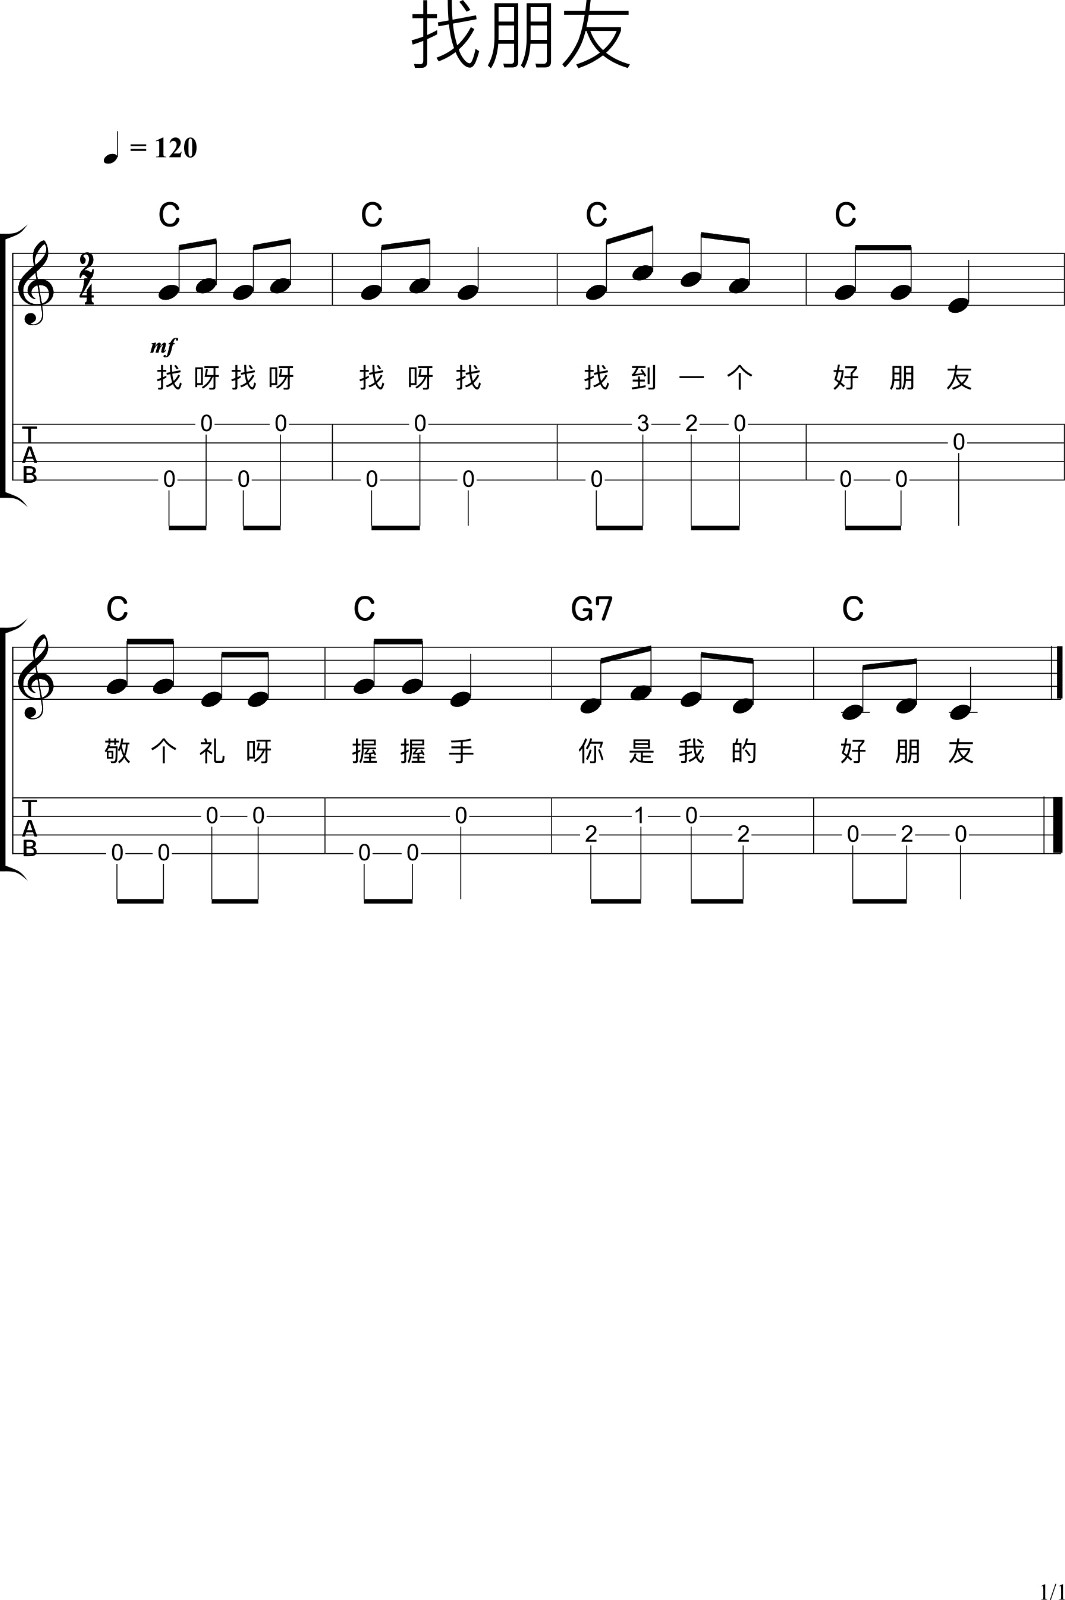 找朋友
= 120
C C C C
2
4
mf
找 呀 找 呀 找 呀 找 找 到 一 个 好 朋 友
T
A
B
0 0 0 0 0 0 0 0 3 2 0 0 0 0
C C G7 C
敬 个 礼 呀 握 握 手 你 是 我 的 好 朋 友
T
A
B
0 0 0 0 0 0 0 2 1 0 2 0 2 0
1/1